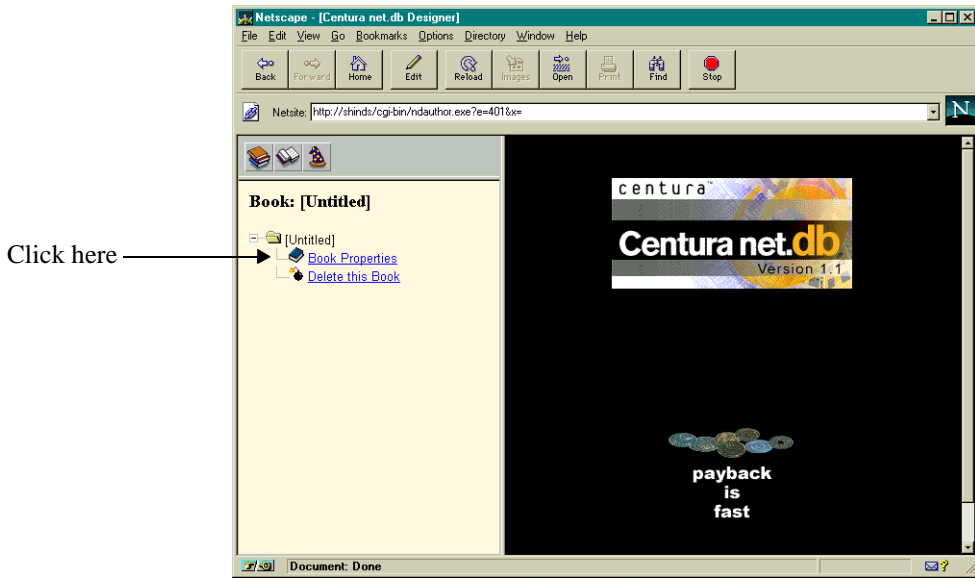 Netscape - [Centura net.db Designer]
File Edit View Go Bookmarks Options Directory Window Help
Back Forward Home Edit Reload Images Open Print Find Stop
Netsite: http://shinds/cgi-bin/ndauthor.exe?e=401&x=
N
Book: [Untitled]
[Untitled]
Click here
Book Properties
Delete this Book
centura™
Centura net.db
Version 1.1
payback
is
fast
Document: Done